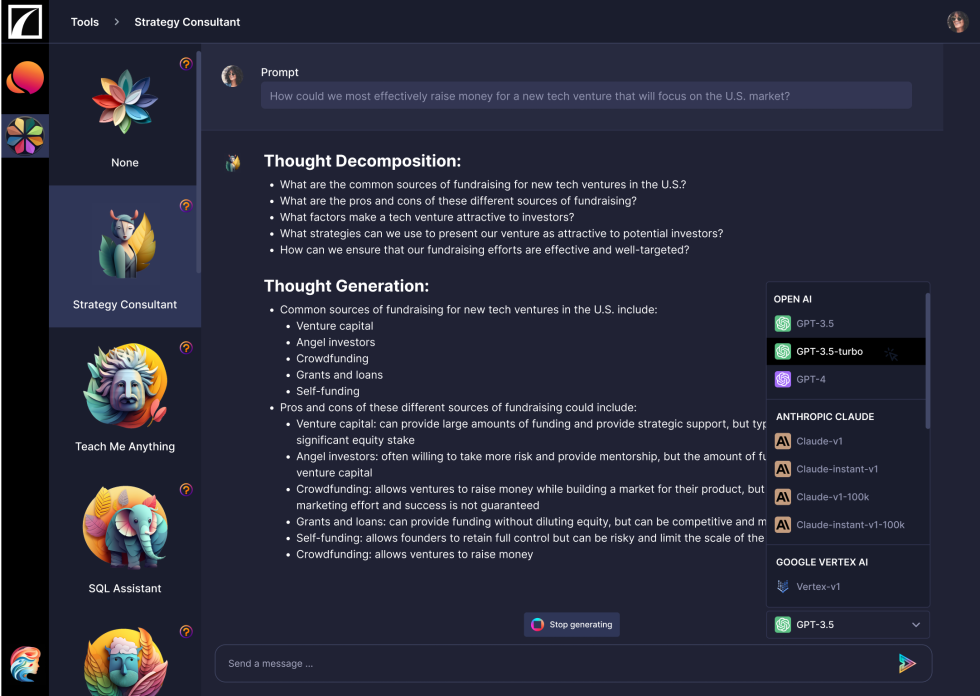 Tools > Strategy Consultant
None
Strategy Consultant
Teach Me Anything
SQL Assistant
Prompt
How could we most effectively raise money for a new tech venture that will focus on the U.S. market?
Thought Decomposition:
• What are the common sources of fundraising for new tech ventures in the U.S.?
• What are the pros and cons of these different sources of fundraising?
• What factors make a tech venture attractive to investors?
• What strategies can we use to present our venture as attractive to potential investors?
• How can we ensure that our fundraising efforts are effective and well-targeted?
Thought Generation:
• Common sources of fundraising for new tech ventures in the U.S. include:
• Venture capital
• Angel investors
• Crowdfunding
• Grants and loans
• Self-funding
• Pros and cons of these different sources of fundraising could include:
• Venture capital: can provide large amounts of funding and provide strategic support, but typ
significant equity stake
• Angel investors: often willing to take more risk and provide mentorship, but the amount of fu
venture capital
• Crowdfunding: allows ventures to raise money while building a market for their product, but
marketing effort and success is not guaranteed
• Grants and loans: can provide funding without diluting equity, but can be competitive and m
• Self-funding: allows founders to retain full control but can be risky and limit the scale of the
• Crowdfunding: allows ventures to raise money
OPEN AI
GPT-3.5
GPT-3.5-turbo
GPT-4
ANTHROPIC CLAUDE
Claude-v1
Claude-instant-v1
Claude-v1-100k
Claude-instant-v1-100k
GOOGLE VERTEX AI
Vertex-v1
GPT-3.5
Stop generating
Send a message ...